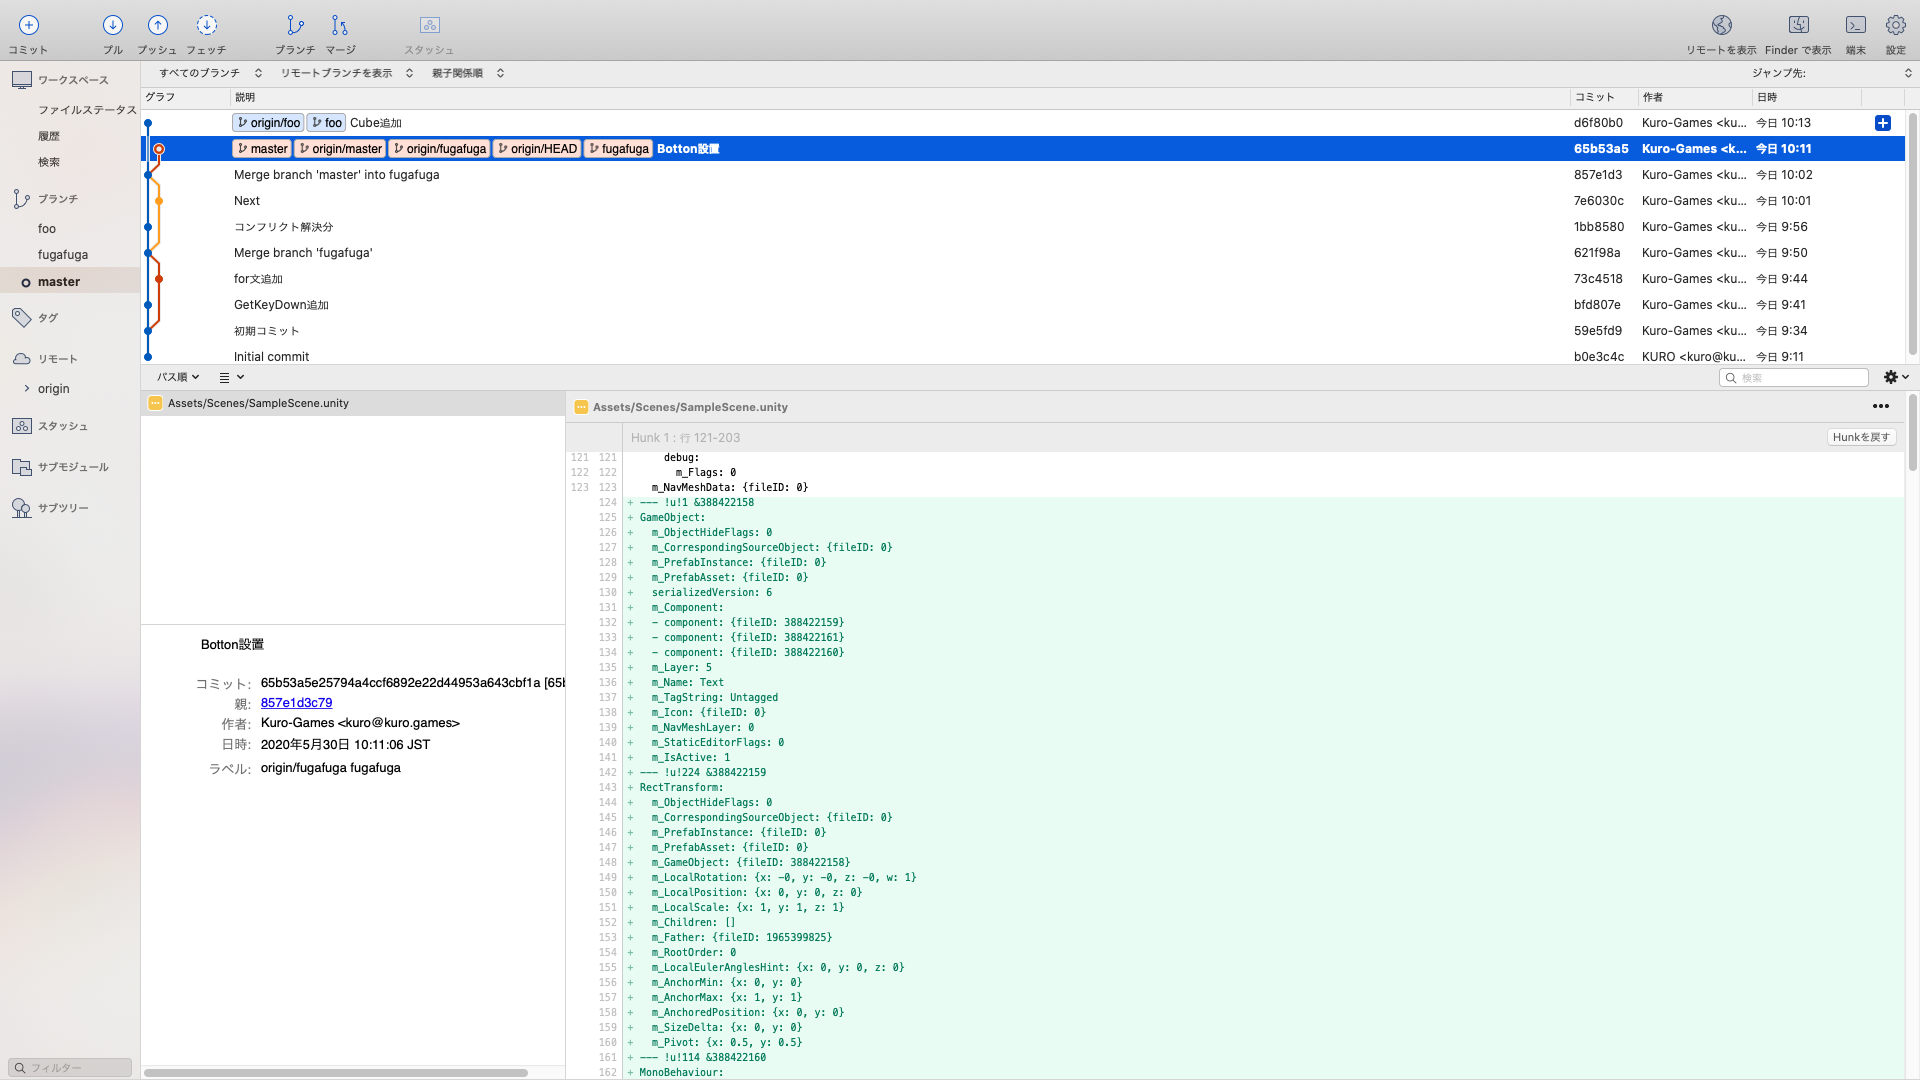 コミット プル プッシュ フェッチ ブランチ マージ スタッシュ リモートを表示 Finder で表示 端末 設定
ワークスペース
ファイルステータス
履歴
検索
ブランチ
foo
fugafuga
master
タグ
リモート
origin
スタッシュ
サブモジュール
サブツリー
フィルター
すべてのブランチ リモートブランチを表示 親子関係順 ジャンプ先:
グラフ 説明 コミット 作者 日時
origin/foo foo Cube追加 d6f80b0 Kuro-Games <ku... 今日 10:13
master origin/master origin/fugafuga origin/HEAD fugafuga Botton設置 65b53a5 Kuro-Games <k... 今日 10:11
Merge branch 'master' into fugafuga 857e1d3 Kuro-Games <ku... 今日 10:02
Next 7e6030c Kuro-Games <ku... 今日 10:01
コンフリクト解決分 1bb8580 Kuro-Games <ku... 今日 9:56
Merge branch 'fugafuga' 621f98a Kuro-Games <ku... 今日 9:50
for文追加 73c4518 Kuro-Games <ku... 今日 9:44
GetKeyDown追加 bfd807e Kuro-Games <ku... 今日 9:41
初期コミット 59e5fd9 Kuro-Games <ku... 今日 9:34
Initial commit b0e3c4c KURO <kuro@ku... 今日 9:11
パス順 検索
Assets/Scenes/SampleScene.unity
Botton設置
コミット: 65b53a5e25794a4ccf6892e22d44953a643cbf1a [65b
親: 857e1d3c79
作者: Kuro-Games <kuro@kuro.games>
日時: 2020年5月30日 10:11:06 JST
ラベル: origin/fugafuga fugafuga
Assets/Scenes/SampleScene.unity
Hunk 1 : 行 121-203 Hunkを戻す
121 121 debug:
122 122 m_Flags: 0
123 123 m_NavMeshData: {fileID: 0}
124 + --- !u!1 &388422158
125 + GameObject:
126 + m_ObjectHideFlags: 0
127 + m_CorrespondingSourceObject: {fileID: 0}
128 + m_PrefabInstance: {fileID: 0}
129 + m_PrefabAsset: {fileID: 0}
130 + serializedVersion: 6
131 + m_Component:
132 + - component: {fileID: 388422159}
133 + - component: {fileID: 388422161}
134 + - component: {fileID: 388422160}
135 + m_Layer: 5
136 + m_Name: Text
137 + m_TagString: Untagged
138 + m_Icon: {fileID: 0}
139 + m_NavMeshLayer: 0
140 + m_StaticEditorFlags: 0
141 + m_IsActive: 1
142 + --- !u!224 &388422159
143 + RectTransform:
144 + m_ObjectHideFlags: 0
145 + m_CorrespondingSourceObject: {fileID: 0}
146 + m_PrefabInstance: {fileID: 0}
147 + m_PrefabAsset: {fileID: 0}
148 + m_GameObject: {fileID: 388422158}
149 + m_LocalRotation: {x: -0, y: -0, z: -0, w: 1}
150 + m_LocalPosition: {x: 0, y: 0, z: 0}
151 + m_LocalScale: {x: 1, y: 1, z: 1}
152 + m_Children: []
153 + m_Father: {fileID: 1965399825}
154 + m_RootOrder: 0
155 + m_LocalEulerAnglesHint: {x: 0, y: 0, z: 0}
156 + m_AnchorMin: {x: 0, y: 0}
157 + m_AnchorMax: {x: 1, y: 1}
158 + m_AnchoredPosition: {x: 0, y: 0}
159 + m_SizeDelta: {x: 0, y: 0}
160 + m_Pivot: {x: 0.5, y: 0.5}
161 + --- !u!114 &388422160
162 + MonoBehaviour: